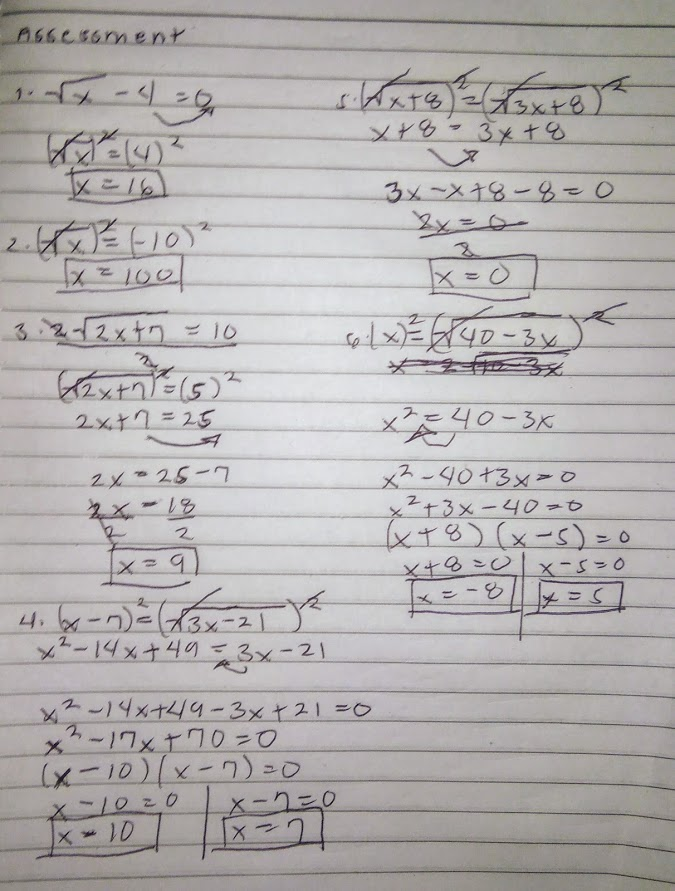 Assessment
1. √x - 4 = 0
(√x)² = (4)²
x = 16
2. (√x)² = (-10)²
x = 100
3. 2√2x+7 = 10
2
(√2x+7)² = (5)²
2x+7 = 25
2x = 25-7
2x = 18
2 2
x = 9
4. (x-7)² = (√3x-21)²
x²-14x+49 = 3x-21
x²-14x+49-3x+21=0
x²-17x+70=0
(x-10)(x-7)=0
x-10=0 | x-7=0
x-10 | x=7
5. (√x+8)² = (√3x+8)²
x+8 = 3x+8
3x-x+8-8=0
2x=0
2
x=0
6. (x)² = (√40-3x)²
x²=40-3x
x²-40+3x=0
x²+3x-40=0
(x+8)(x-5)=0
x+8=0 | x-5=0
x=-8 | x=5